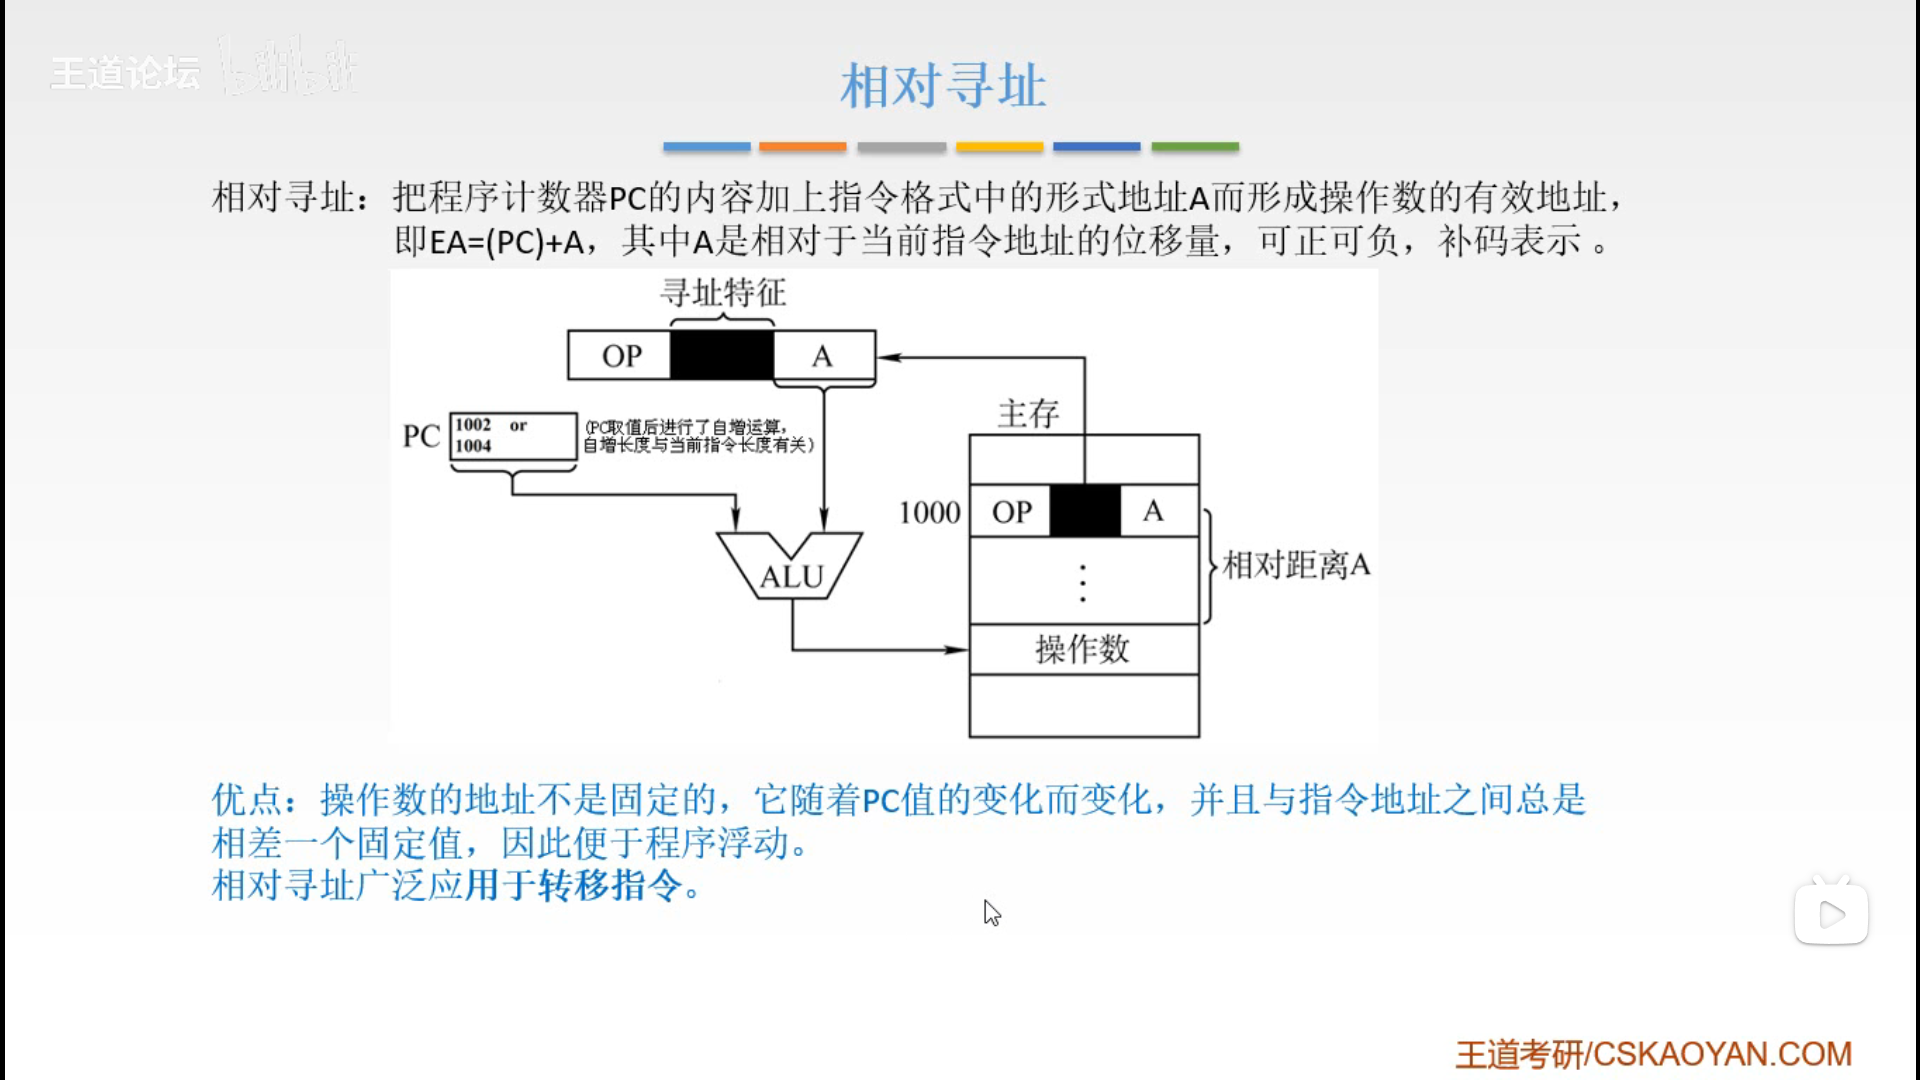 王道论坛 bilibili
相对寻址
相对寻址：把程序计数器PC的内容加上指令格式中的形式地址A而形成操作数的有效地址，
即EA=(PC)+A，其中A是相对于当前指令地址的位移量，可正可负，补码表示 。
寻址特征
OP A
主存
PC 1002 or
1004
(PC取值后进行了自增运算，
自增长度与当前指令长度有关)
1000 OP A
ALU
⋮
相对距离A
操作数
优点：操作数的地址不是固定的，它随着PC值的变化而变化，并且与指令地址之间总是
相差一个固定值，因此便于程序浮动。
相对寻址广泛应用于转移指令。
王道考研/CSKAOYAN.COM